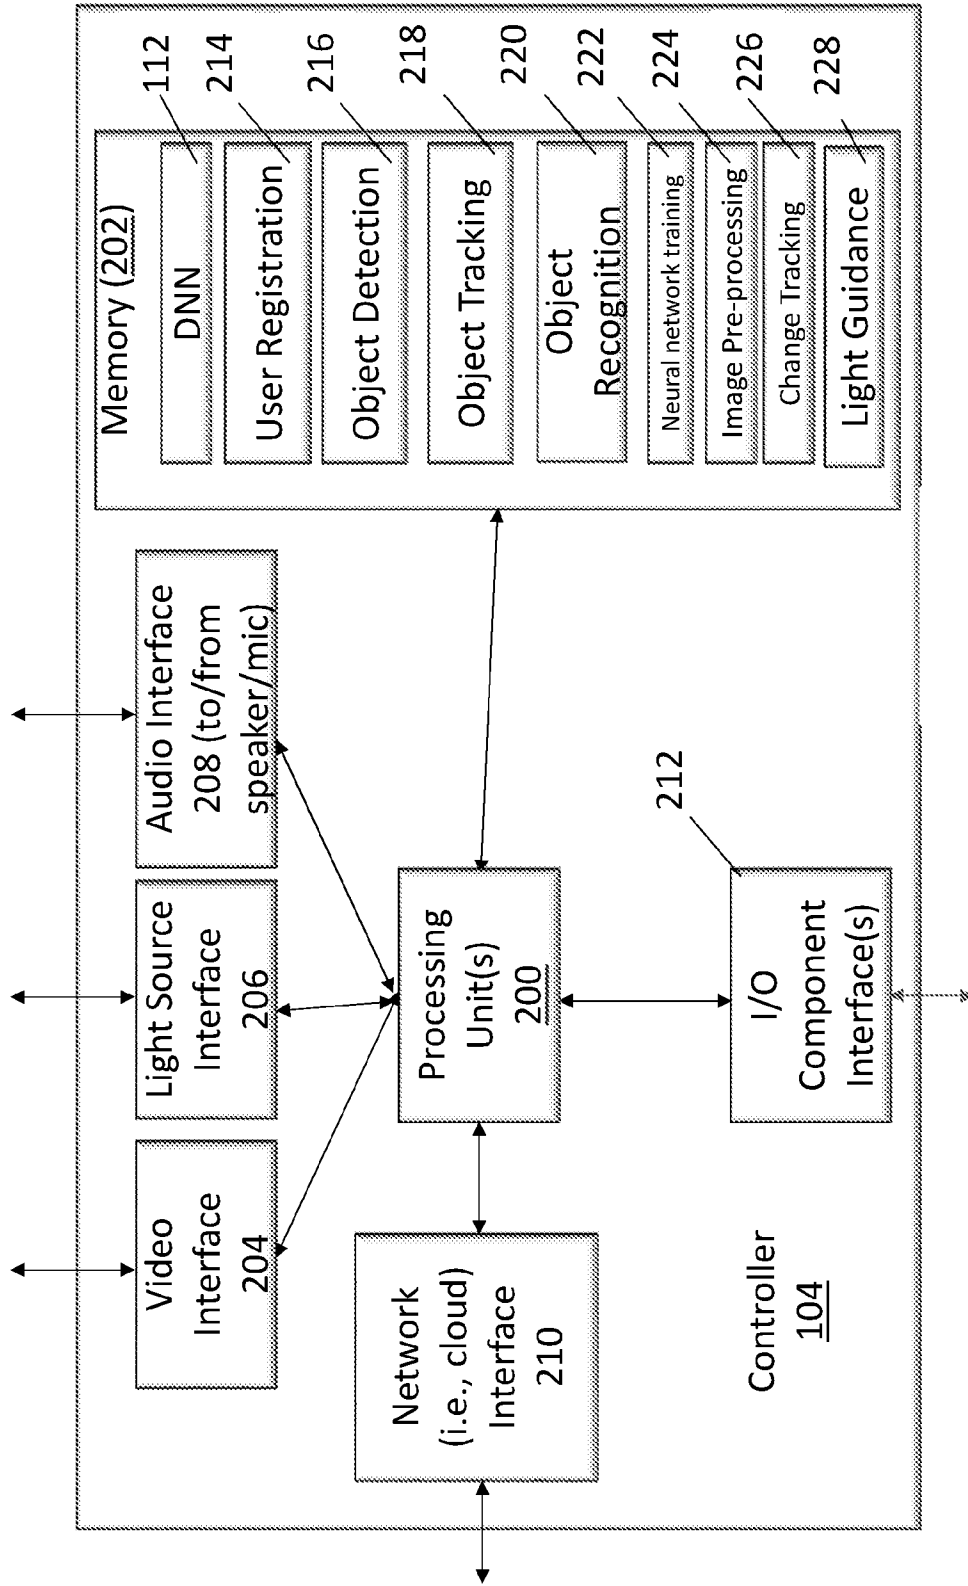 Video
Interface
204
Light Source
Interface
206
Audio Interface
208 (to/from
speaker/mic)
Memory (202)
DNN
112
User Registration
214
Object Detection
216
Object Tracking
218
Object
Recognition
220
Neural network training
222
Image Pre-processing
224
Change Tracking
226
Light Guidance
228
Network
(i.e., cloud)
Interface
210
Processing
Unit(s)
200
212
I/O
Component
Interface(s)
Controller
104